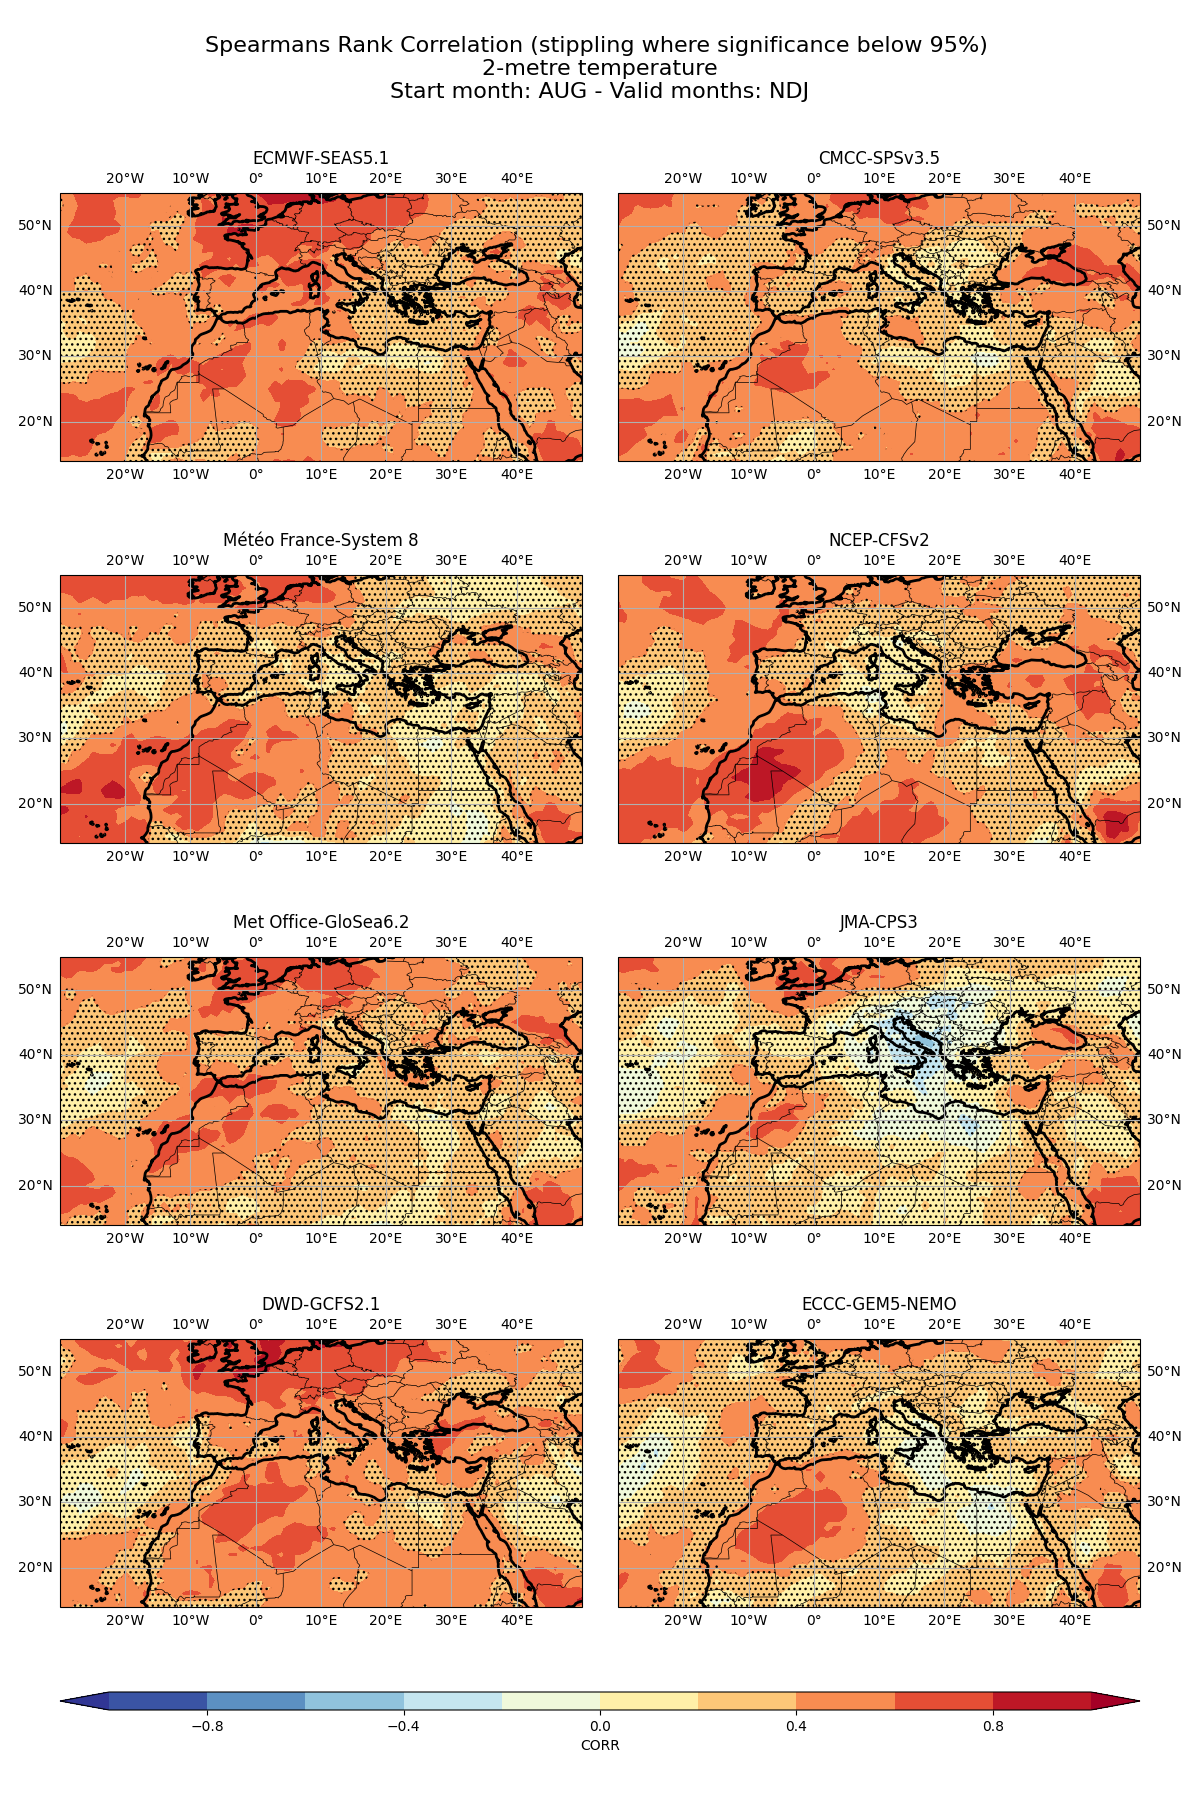 Spearmans Rank Correlation (stippling where significance below 95%)
2-metre temperature
Start month: AUG - Valid months: NDJ
ECMWF-SEAS5.1 CMCC-SPSv3.5
20°W 10°W 0° 10°E 20°E 30°E 40°E 20°W 10°W 0° 10°E 20°E 30°E 40°E
50°N 50°N
40°N 40°N
30°N 30°N
20°N 20°N
20°W 10°W 0° 10°E 20°E 30°E 40°E 20°W 10°W 0° 10°E 20°E 30°E 40°E
Météo France-System 8 NCEP-CFSv2
20°W 10°W 0° 10°E 20°E 30°E 40°E 20°W 10°W 0° 10°E 20°E 30°E 40°E
50°N 50°N
40°N 40°N
30°N 30°N
20°N 20°N
20°W 10°W 0° 10°E 20°E 30°E 40°E 20°W 10°W 0° 10°E 20°E 30°E 40°E
Met Office-GloSea6.2 JMA-CPS3
20°W 10°W 0° 10°E 20°E 30°E 40°E 20°W 10°W 0° 10°E 20°E 30°E 40°E
50°N 50°N
40°N 40°N
30°N 30°N
20°N 20°N
20°W 10°W 0° 10°E 20°E 30°E 40°E 20°W 10°W 0° 10°E 20°E 30°E 40°E
DWD-GCFS2.1 ECCC-GEM5-NEMO
20°W 10°W 0° 10°E 20°E 30°E 40°E 20°W 10°W 0° 10°E 20°E 30°E 40°E
50°N 50°N
40°N 40°N
30°N 30°N
20°N 20°N
20°W 10°W 0° 10°E 20°E 30°E 40°E 20°W 10°W 0° 10°E 20°E 30°E 40°E
−0.8 −0.4 0.0 0.4 0.8
CORR